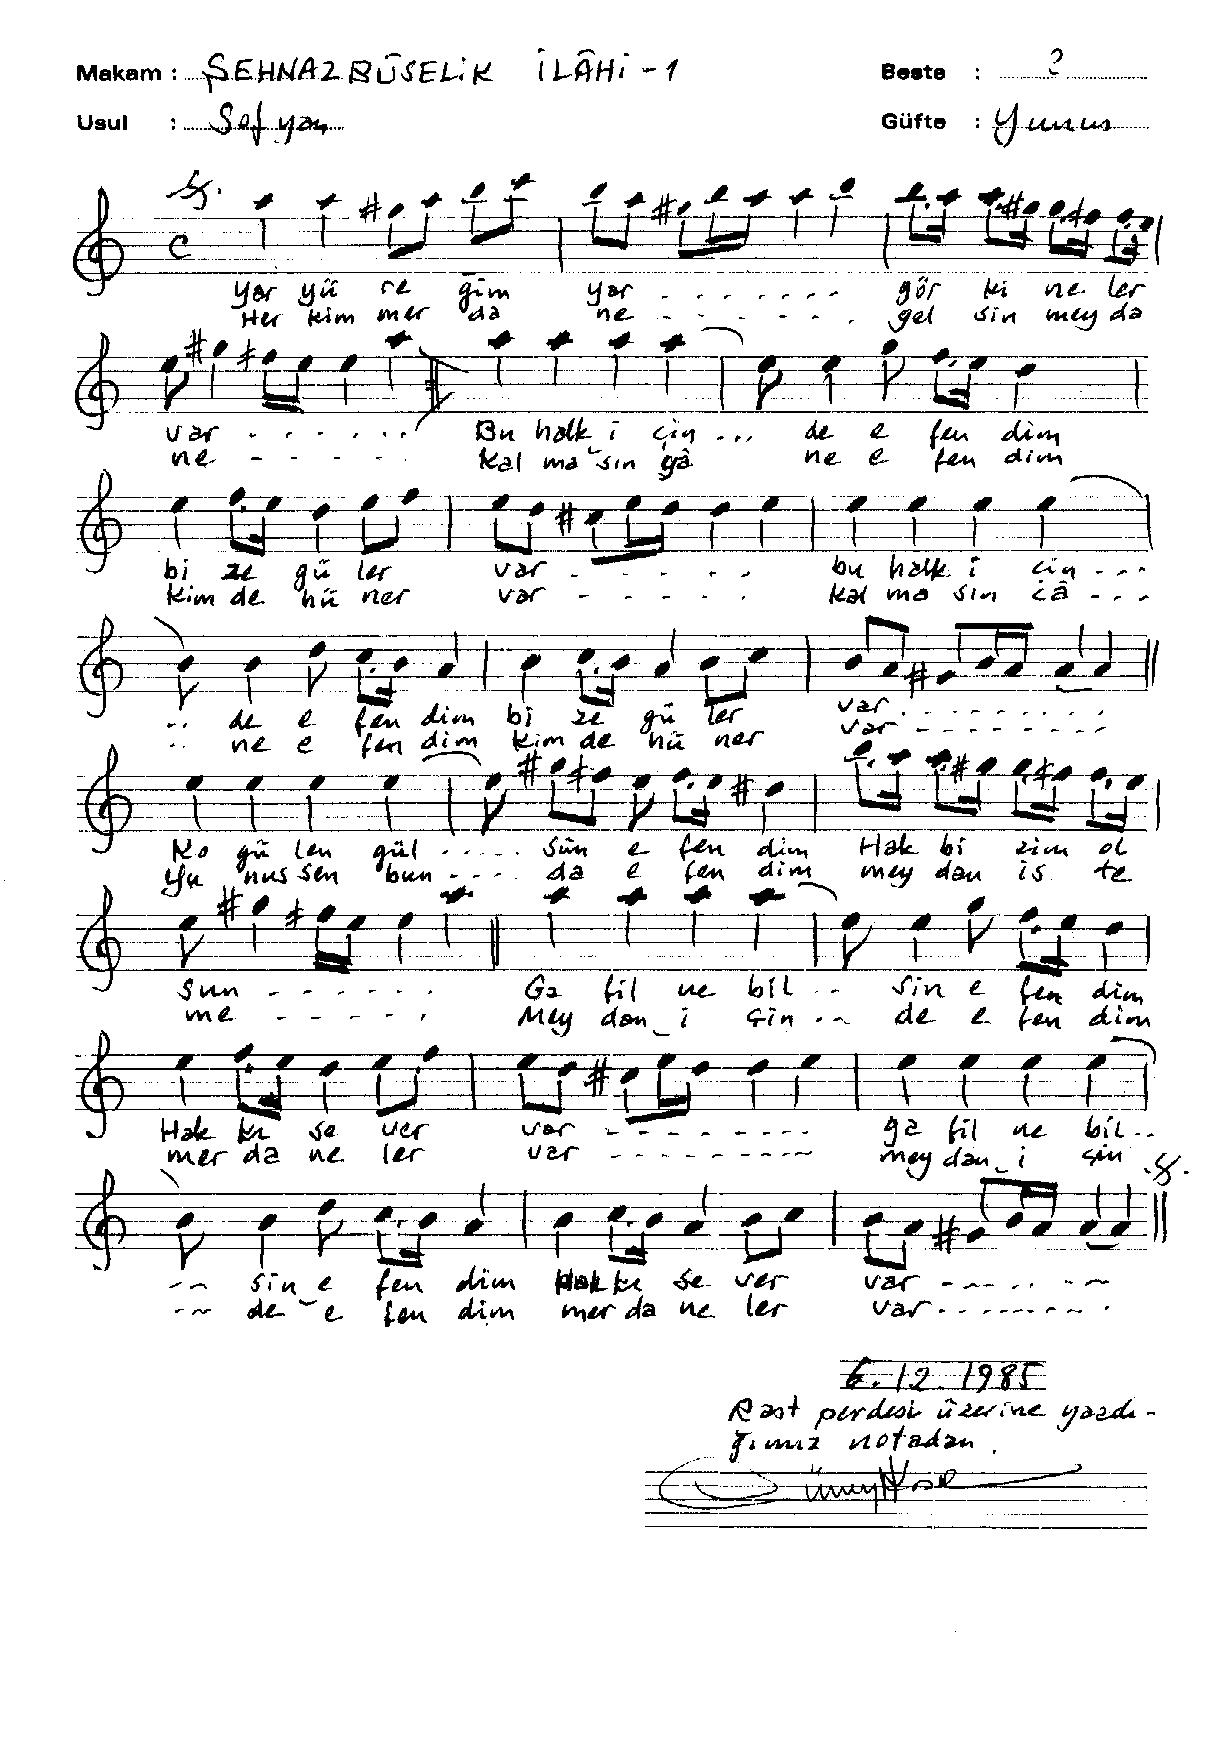 Makam : ŞEHNAZ BÛSELİK İLÂHİ - 1 Beste : ?
Usul : Sofyan Güfte : Yunus
Yar yü re ğim yar . . . . . . . gör ki ne ler
Her kim mer da ne - - - - - - - . gel sin mey da
var - - - - - - Bu halk i çin ... de e fen dim
ne - - - - - - Kal ma sın yâ ne e fen dim
bi ze gü ler var - - - - - - bu halk i çin - - - -
kim de hü ner var - - - - - - kal ma sın câ - - -
.. de e fen dim bi ze gü ler var - - - - - - - -
.. ne e fen dim kim de hü ner var - - - - - - - -
Ko gü len gül - - - - - sün e fen dim Hak bi zim ol
Yu nus sen bun - - - - da e fen dim mey dan is te
sun - - - - - - Ga fil ne bil - - sin e fen dim
me - - - - - - Mey dan i çin - - de e fen dim
Hak kı se ver var - - - - - - - - ga fil ne bil - -
mer da ne ler var - - - - - - - - mey dan i çin
-- sin e fen dim Hak kı se ver var - - - - - - -
-- de e fen dim mer da ne ler var - - - - - - - -
6.12.1985
Rast perdesi üzerine yazdı-
ğımız notadan.